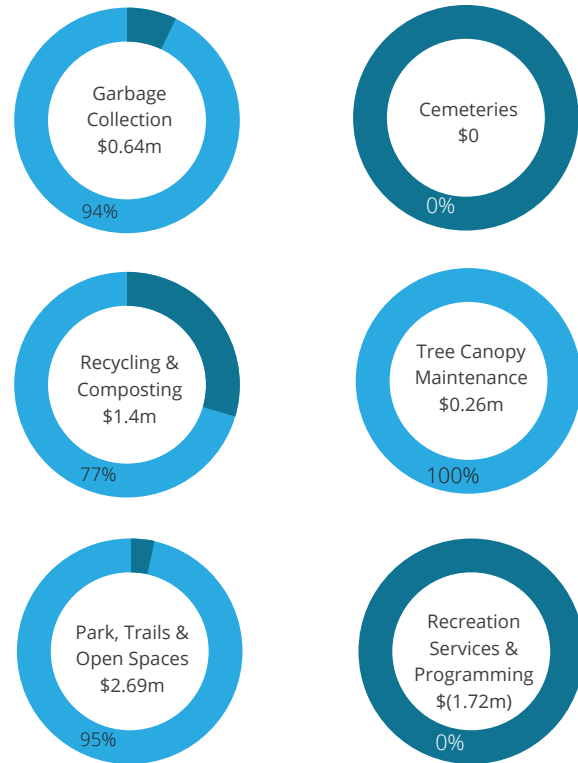 Garbage
Collection
$0.64m
94%
Cemeteries
$0
0%
Recycling &
Composting
$1.4m
77%
Tree Canopy
Maintenance
$0.26m
100%
Park, Trails &
Open Spaces
$2.69m
95%
Recreation
Services &
Programming
$(1.72m)
0%